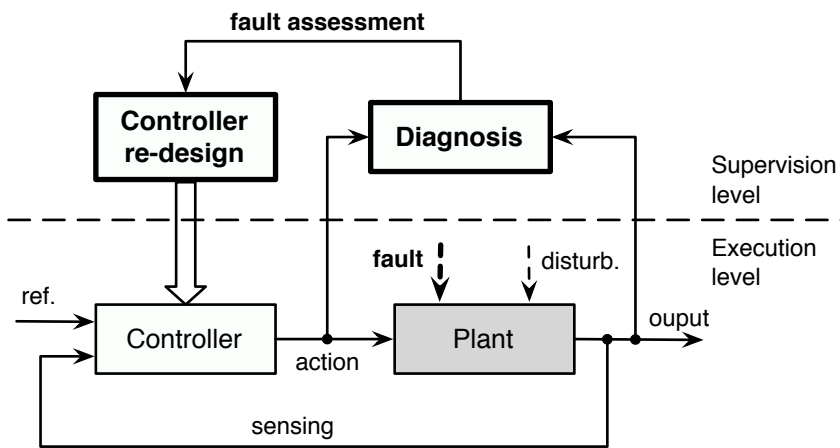 fault assessment
Controller
re-design
Diagnosis
Supervision
level
Execution
level
fault
disturb.
ref.
ouput
Controller
Plant
action
sensing